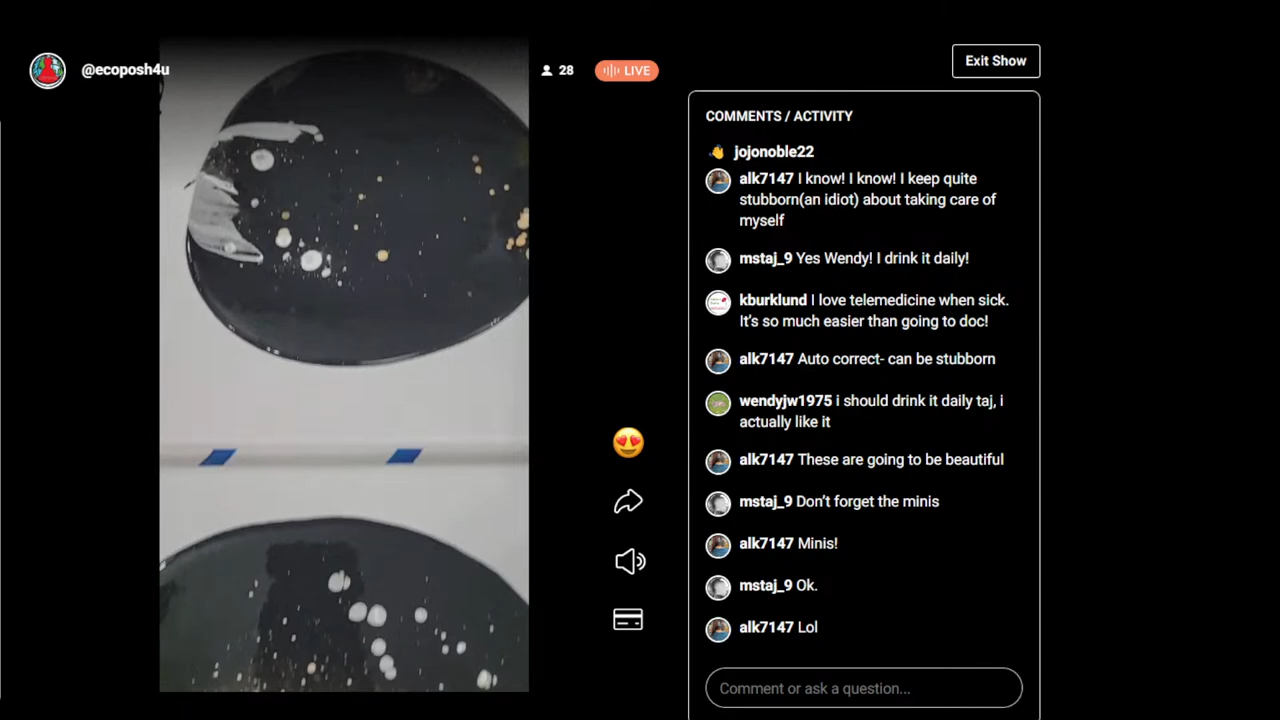 @ecoposh4u
28
LIVE
Exit Show
COMMENTS / ACTIVITY
jojonoble22
alk7147 I know! I know! I keep quite
stubborn(an idiot) about taking care of
myself
mstaj_9 Yes Wendy! I drink it daily!
kburklund I love telemedicine when sick.
It’s so much easier than going to doc!
alk7147 Auto correct- can be stubborn
wendyjw1975 i should drink it daily taj, i
actually like it
alk7147 These are going to be beautiful
mstaj_9 Don’t forget the minis
alk7147 Minis!
mstaj_9 Ok.
alk7147 Lol
Comment or ask a question...